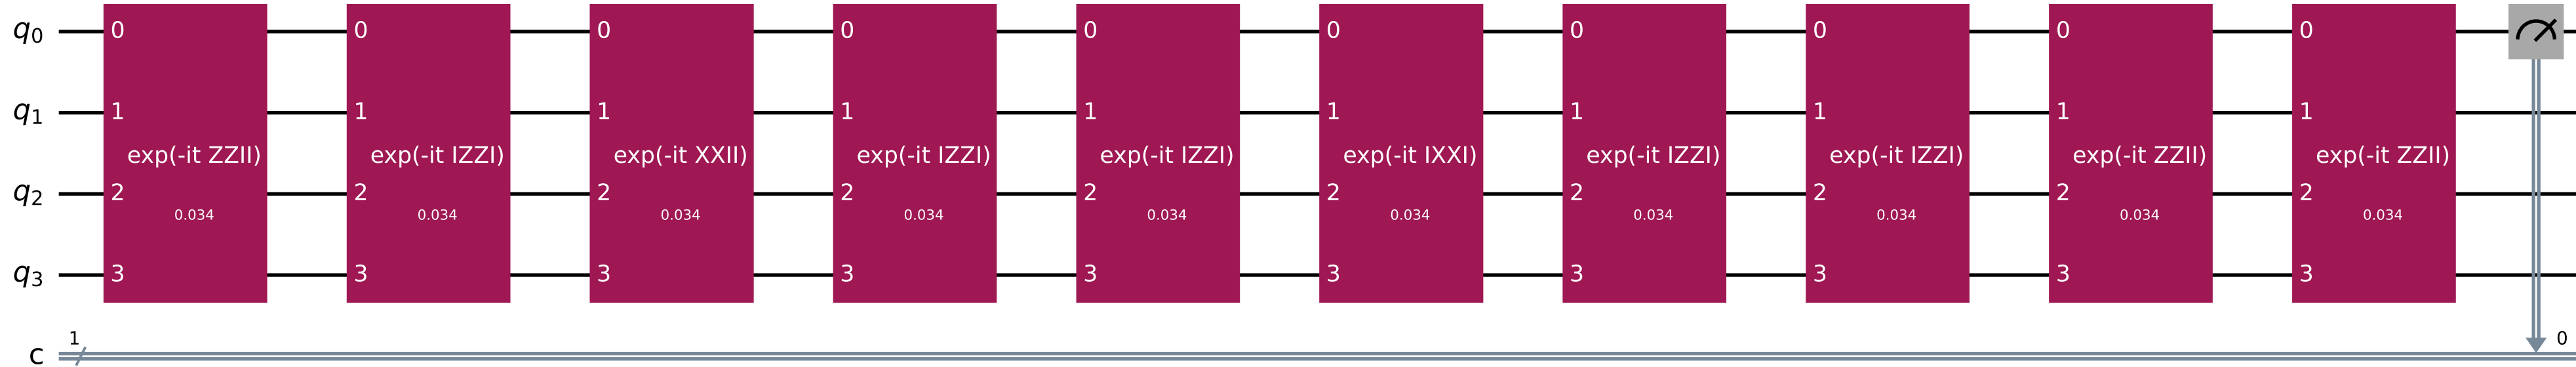 q0 0 0 0 0 0 0 0 0 0 0
q1 1 1 1 1 1 1 1 1 1 1
exp(-it ZZII) exp(-it IZZI) exp(-it XXII) exp(-it IZZI) exp(-it IZZI) exp(-it IXXI) exp(-it IZZI) exp(-it IZZI) exp(-it ZZII) exp(-it ZZII)
q2 2 2 2 2 2 2 2 2 2 2
0.034 0.034 0.034 0.034 0.034 0.034 0.034 0.034 0.034 0.034
q3 3 3 3 3 3 3 3 3 3 3
1 0
c